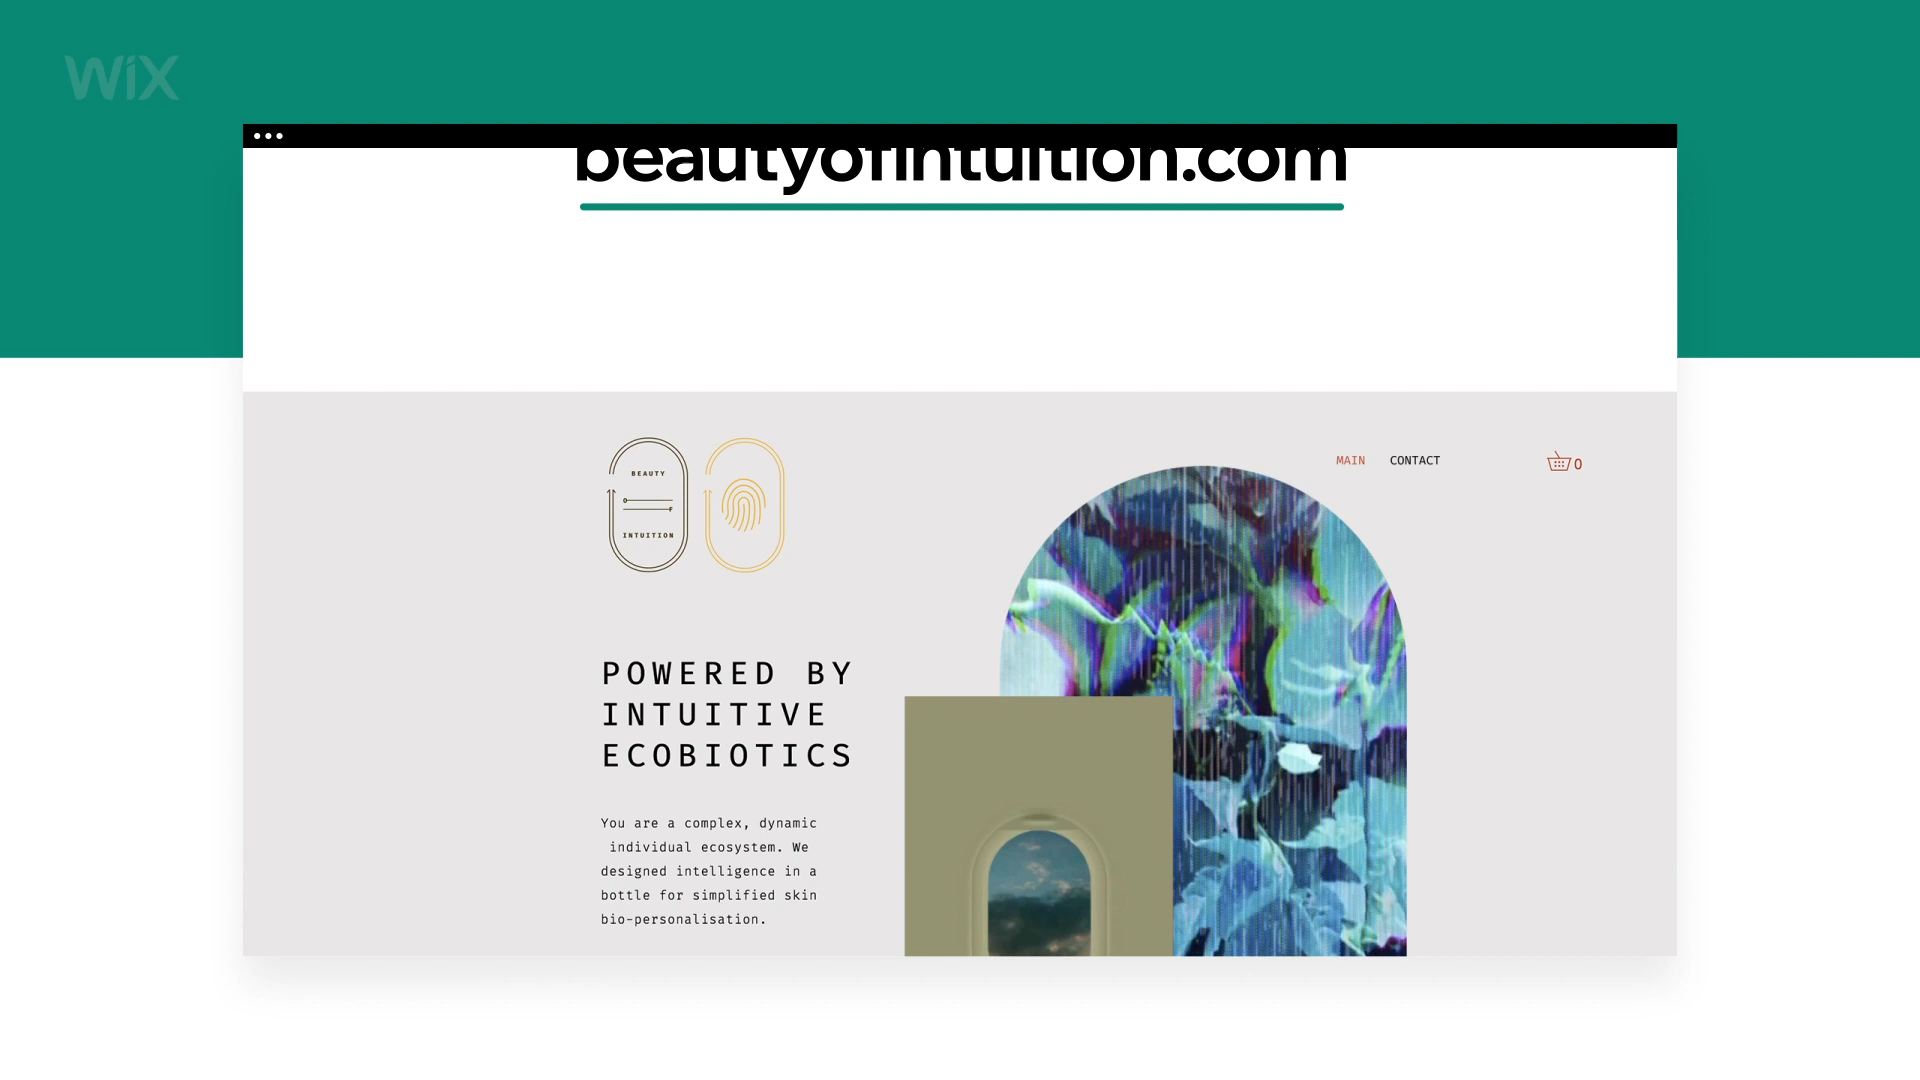 WiX
beautyofintuition.com
BEAUTY
O
F
INTUITION
MAIN CONTACT
0
POWERED BY
INTUITIVE
ECOBIOTICS
You are a complex, dynamic
individual ecosystem. We
designed intelligence in a
bottle for simplified skin
bio-personalisation.